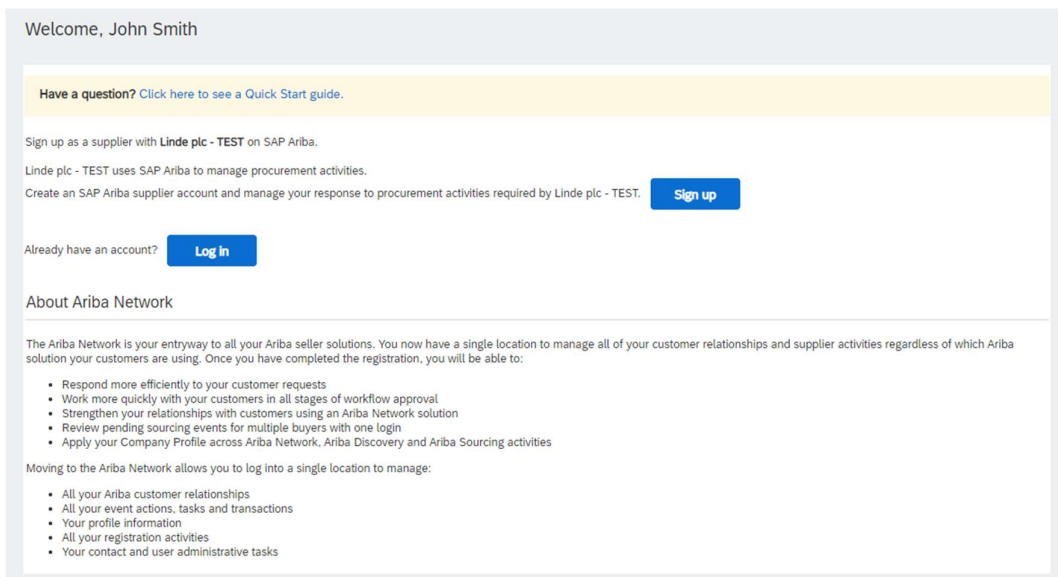 Welcome, John Smith
Have a question? Click here to see a Quick Start guide.
Sign up as a supplier with Linde plc - TEST on SAP Ariba.
Linde plc - TEST uses SAP Ariba to manage procurement activities.
Create an SAP Ariba supplier account and manage your response to procurement activities required by Linde plc - TEST. Sign up
Already have an account? Log in
About Ariba Network
The Ariba Network is your entryway to all your Ariba seller solutions. You now have a single location to manage all of your customer relationships and supplier activities regardless of which Ariba
solution your customers are using. Once you have completed the registration, you will be able to:
• Respond more efficiently to your customer requests
• Work more quickly with your customers in all stages of workflow approval
• Strengthen your relationships with customers using an Ariba Network solution
• Review pending sourcing events for multiple buyers with one login
• Apply your Company Profile across Ariba Network, Ariba Discovery and Ariba Sourcing activities
Moving to the Ariba Network allows you to log into a single location to manage:
• All your Ariba customer relationships
• All your event actions, tasks and transactions
• Your profile information
• All your registration activities
• Your contact and user administrative tasks